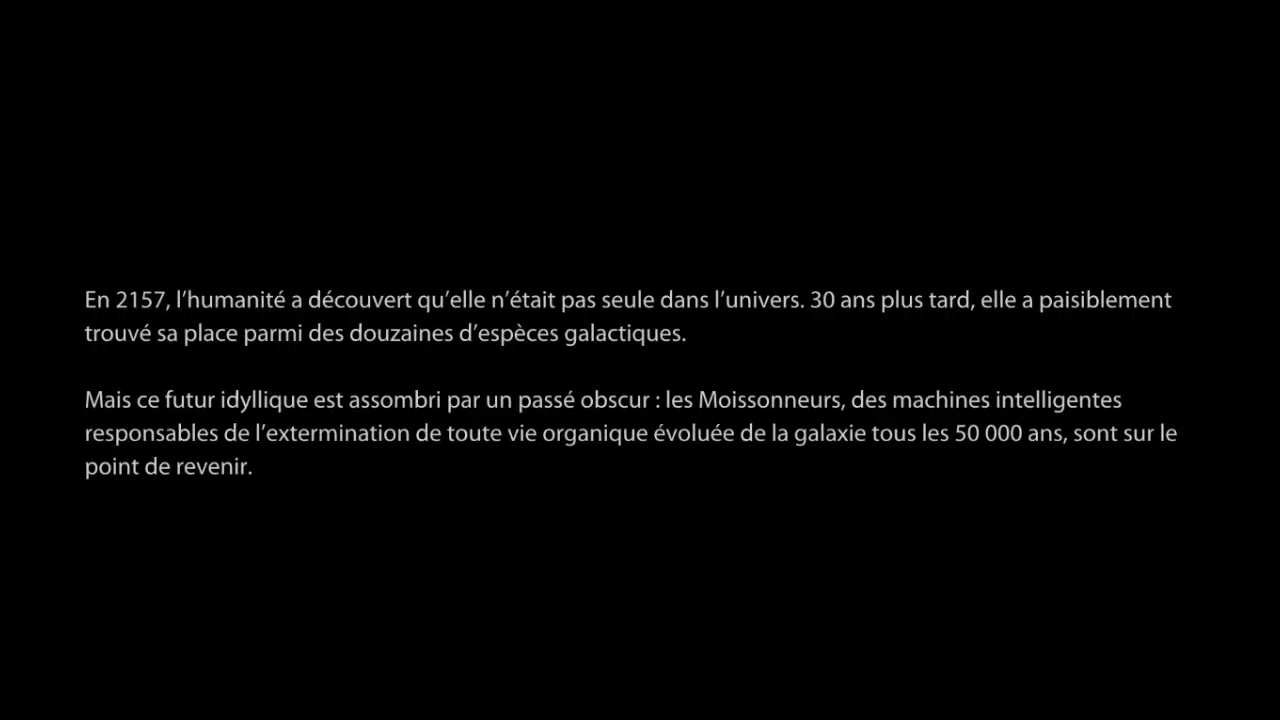 En 2157, l’humanité a découvert qu’elle n’était pas seule dans l’univers. 30 ans plus tard, elle a paisiblement
trouvé sa place parmi des douzaines d’espèces galactiques.
Mais ce futur idyllique est assombri par un passé obscur : les Moissonneurs, des machines intelligentes
responsables de l’extermination de toute vie organique évoluée de la galaxie tous les 50 000 ans, sont sur le
point de revenir.